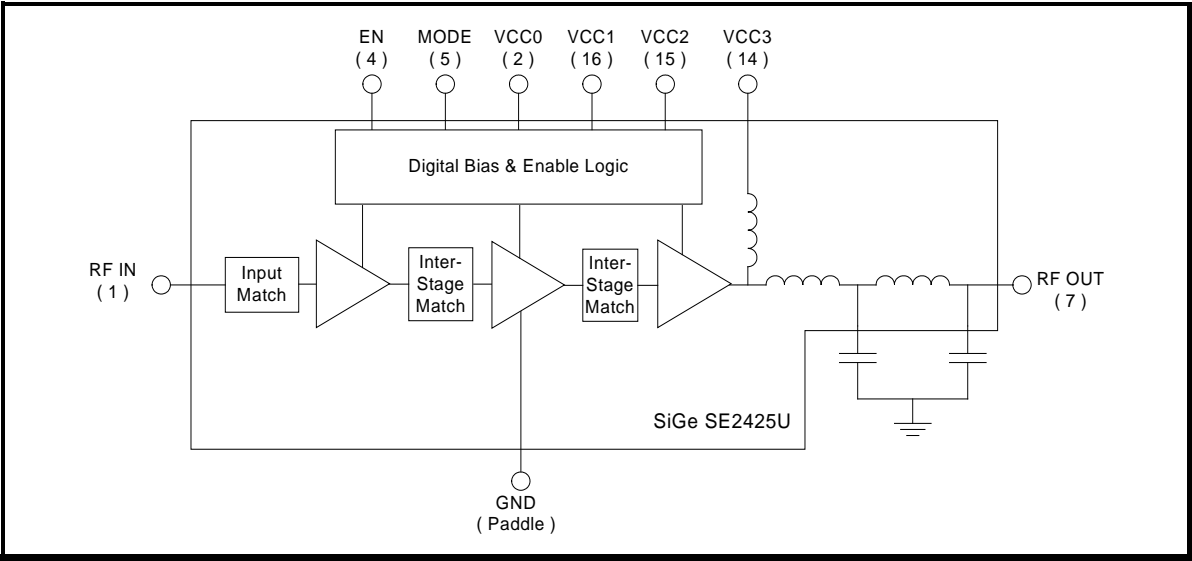 EN MODE VCC0 VCC1 VCC2 VCC3
( 4 ) ( 5 ) ( 2 ) ( 16 ) ( 15 ) ( 14 )
Digital Bias & Enable Logic
RF IN
( 1 )
Input
Match
Inter-
Stage
Match
Inter-
Stage
Match
RF OUT
( 7 )
SiGe SE2425U
GND
( Paddle )